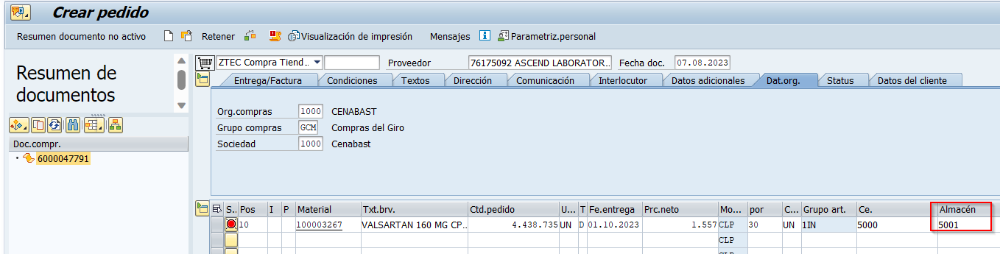 Crear pedido
Resumen documento no activo Retener Visualización de impresión Mensajes Parametriz.personal
Resumen de
documentos
Doc.compr.
6000047791
ZTEC Compra Tiend... Proveedor 76175092 ASCEND LABORATOR... Fecha doc. 07.08.2023
Entrega/Factura Condiciones Textos Dirección Comunicación Interlocutor Datos adicionales Dat.org. Status Datos del cliente
Org.compras 1000 CENABAST
Grupo compras GCM Compras del Giro
Sociedad 1000 Cenabast
S.. Pos I P Material Txt.brv. Ctd.pedido U... T Fe.entrega Prc.neto Mo... por C... Grupo art. Ce. Almacén
10 100003267 VALSARTAN 160 MG CP... 4.438.735 UN D 01.10.2023 1.557 CLP 30 UN 1IN 5000 5001
CLP